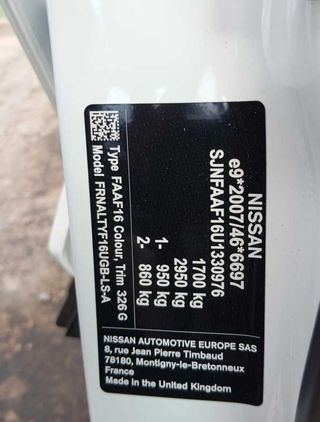 NISSAN
e9*2007/46*6697
SJNFAAF16U1330976
1700 kg
2950 kg
1- 950 kg
2- 860 kg
Type FAAF16 Colour, Trim 326 G
Model FRNALTYF16UGB-LS-A
NISSAN AUTOMOTIVE EUROPE SAS
8, rue Jean Pierre Timbaud
78180, Montigny-le-Bretonneux
France
Made in the United Kingdom